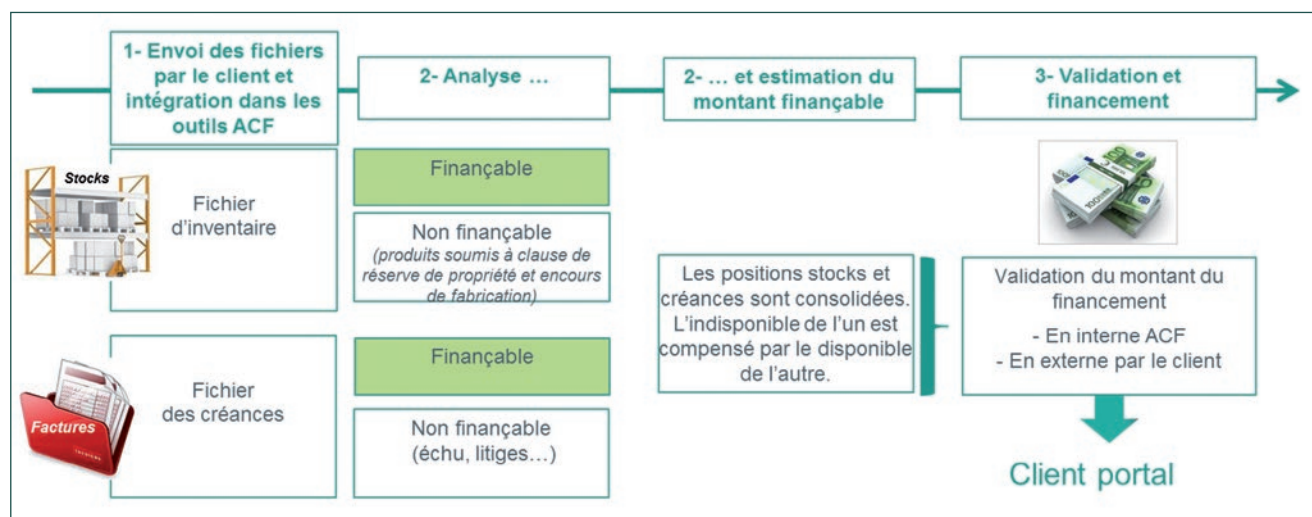 1- Envoi des fichiers
par le client et
intégration dans les
outils ACF
2- Analyse …
2- … et estimation du
montant finançable
3- Validation et
financement
Stocks
Fichier
d'inventaire
Finançable
Non finançable
(produits soumis à clause de
réserve de propriété et encours
de fabrication)
Factures
Fichier
des créances
Finançable
Non finançable
(échu, litiges…)
Les positions stocks et
créances sont consolidées.
L'indisponible de l'un est
compensé par le disponible
de l'autre.
Validation du montant du
financement
- En interne ACF
- En externe par le client
Client portal